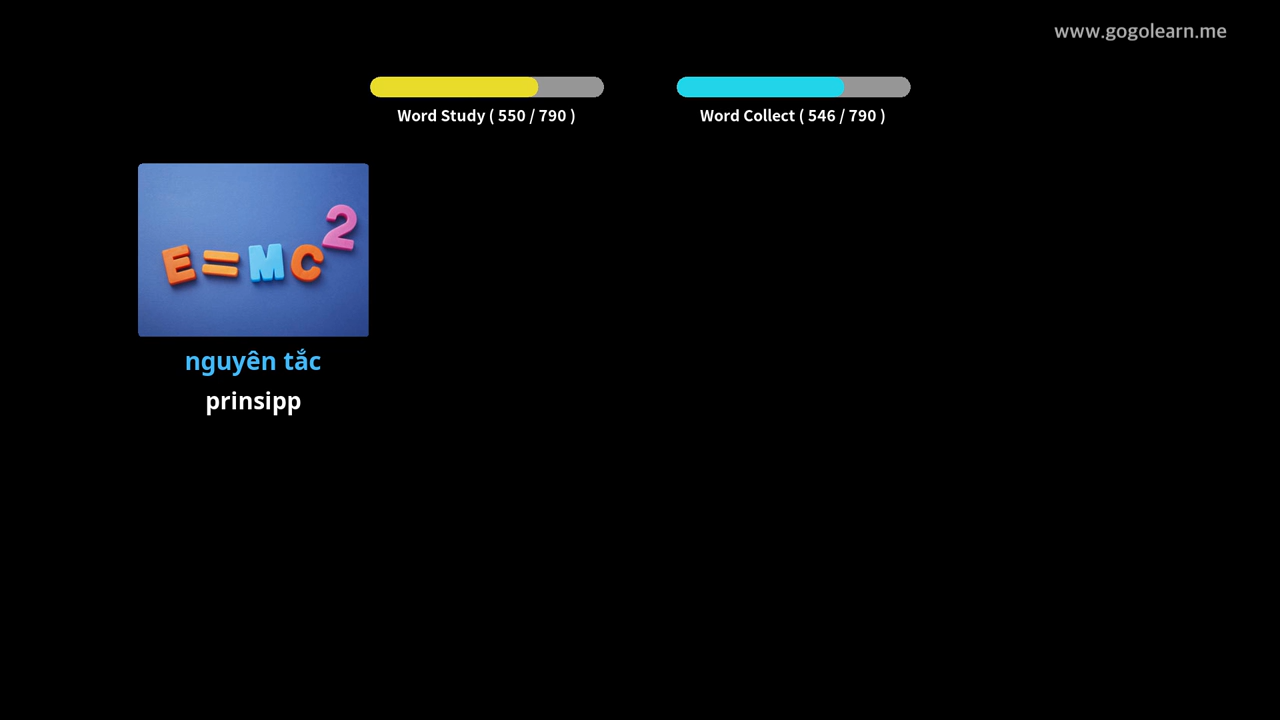 www.gogolearn.me
Word Study ( 550 / 790 )
Word Collect ( 546 / 790 )
E=MC2
nguyên tắc
prinsipp